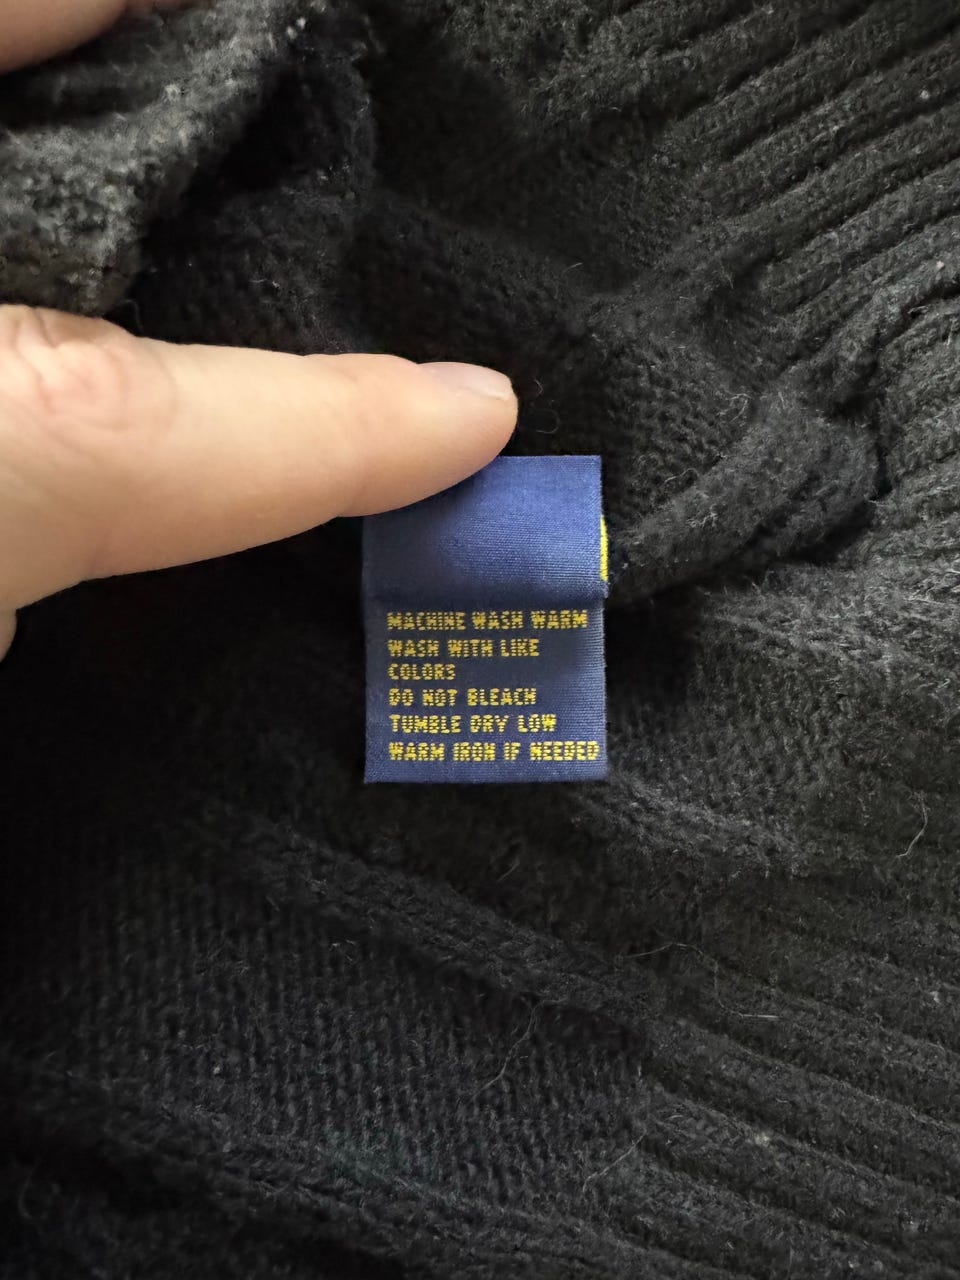 MACHINE WASH WARM
WASH WITH LIKE
COLORS
DO NOT BLEACH
TUMBLE DRY LOW
WARM IRON IF NEEDED